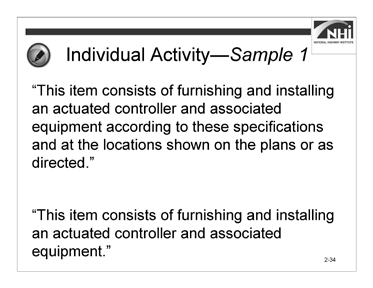 NHI
NATIONAL HIGHWAY INSTITUTE
Individual Activity—Sample 1
“This item consists of furnishing and installing
an actuated controller and associated
equipment according to these specifications
and at the locations shown on the plans or as
directed.”
“This item consists of furnishing and installing
an actuated controller and associated
equipment.”
2-34